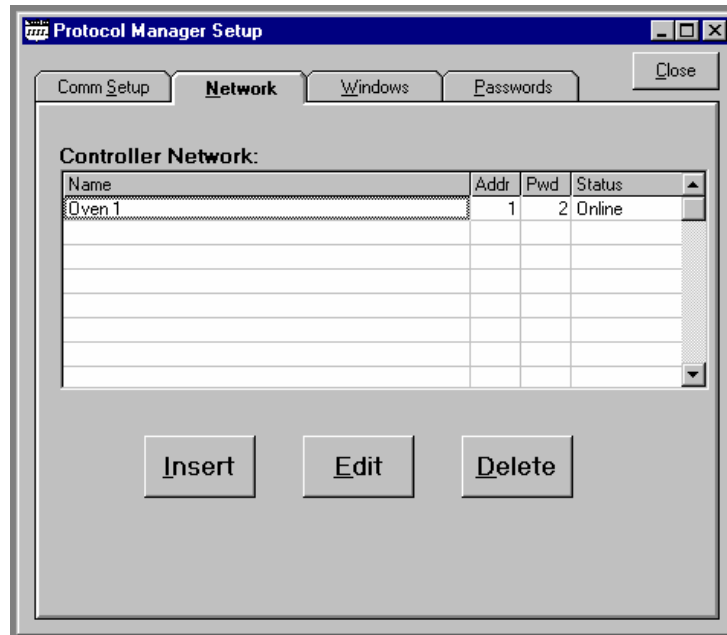 Protocol Manager Setup
Close
Comm Setup Network Windows Passwords
Controller Network:
Name Addr Pwd Status
Oven 1 1 2 Online
Insert Edit Delete